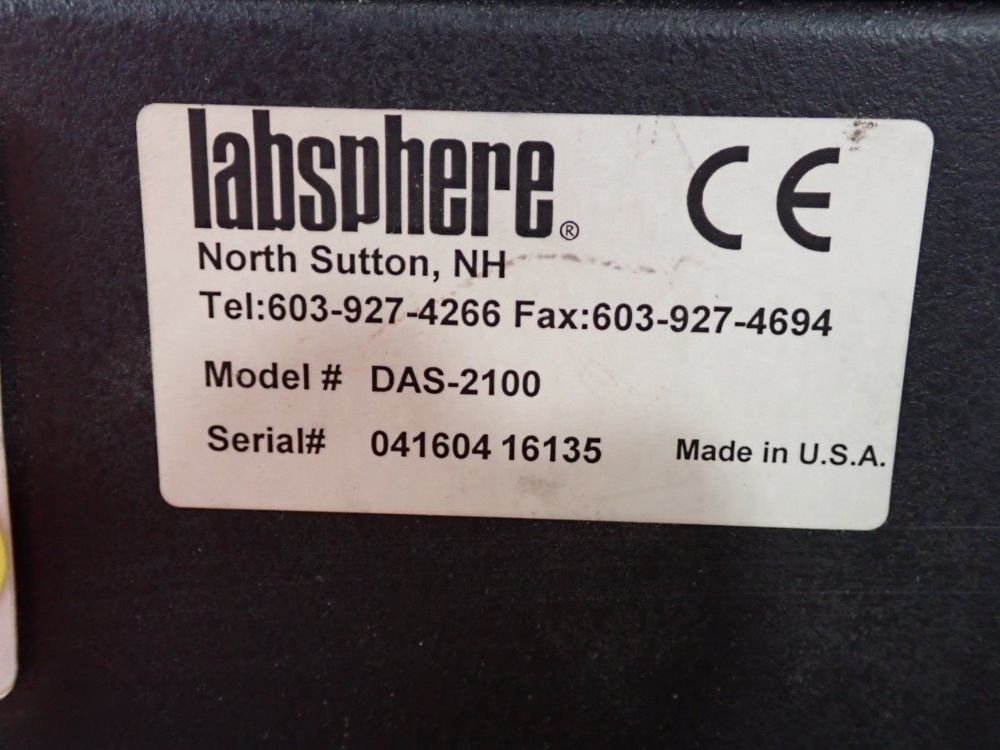 labsphere®
CE
North Sutton, NH
Tel:603-927-4266 Fax:603-927-4694
Model # DAS-2100
Serial# 041604 16135 Made in U.S.A.